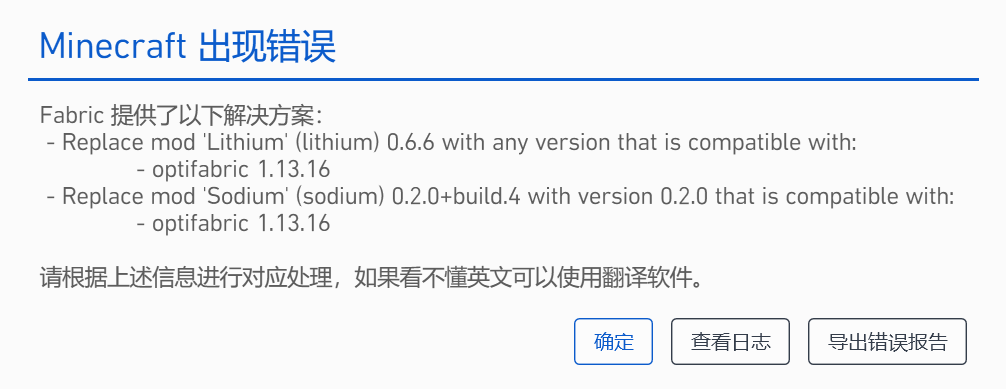 Minecraft 出现错误
Fabric 提供了以下解决方案：
- Replace mod 'Lithium' (lithium) 0.6.6 with any version that is compatible with:
- optifabric 1.13.16
- Replace mod 'Sodium' (sodium) 0.2.0+build.4 with version 0.2.0 that is compatible with:
- optifabric 1.13.16
请根据上述信息进行对应处理，如果看不懂英文可以使用翻译软件。
确定 查看日志 导出错误报告